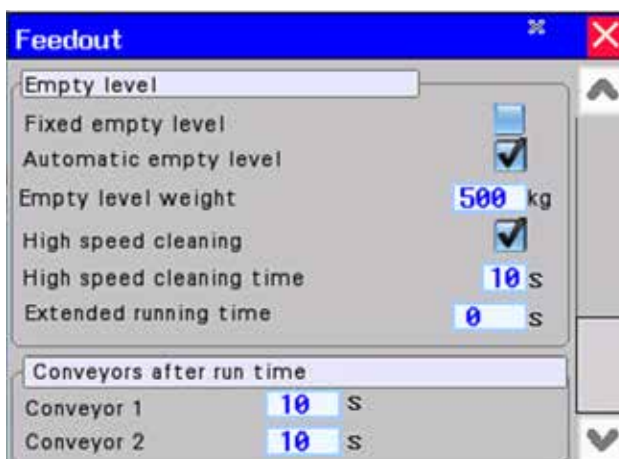 Feedout
Empty level
Fixed empty level
Automatic empty level
Empty level weight 500 kg
High speed cleaning
High speed cleaning time 10 s
Extended running time 0 s
Conveyors after run time
Conveyor 1 10 s
Conveyor 2 10 s